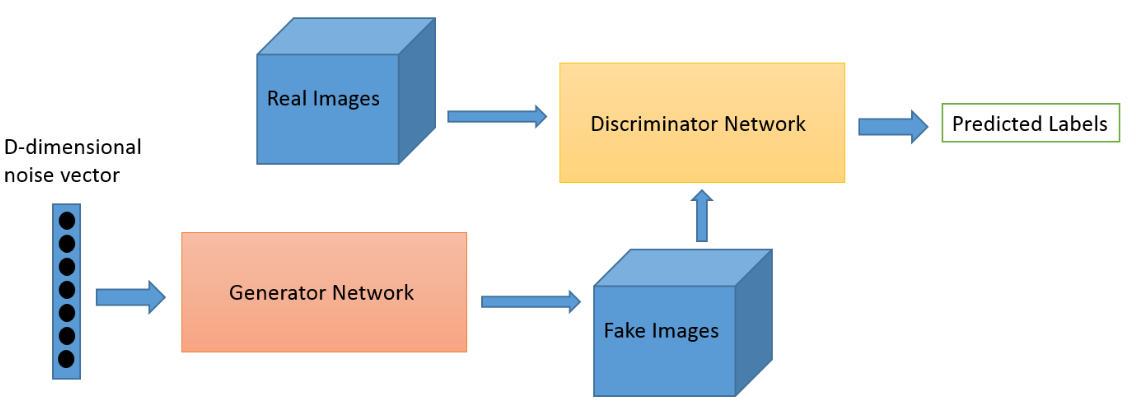 Real Images
Discriminator Network
Predicted Labels
D-dimensional
noise vector
Generator Network
Fake Images